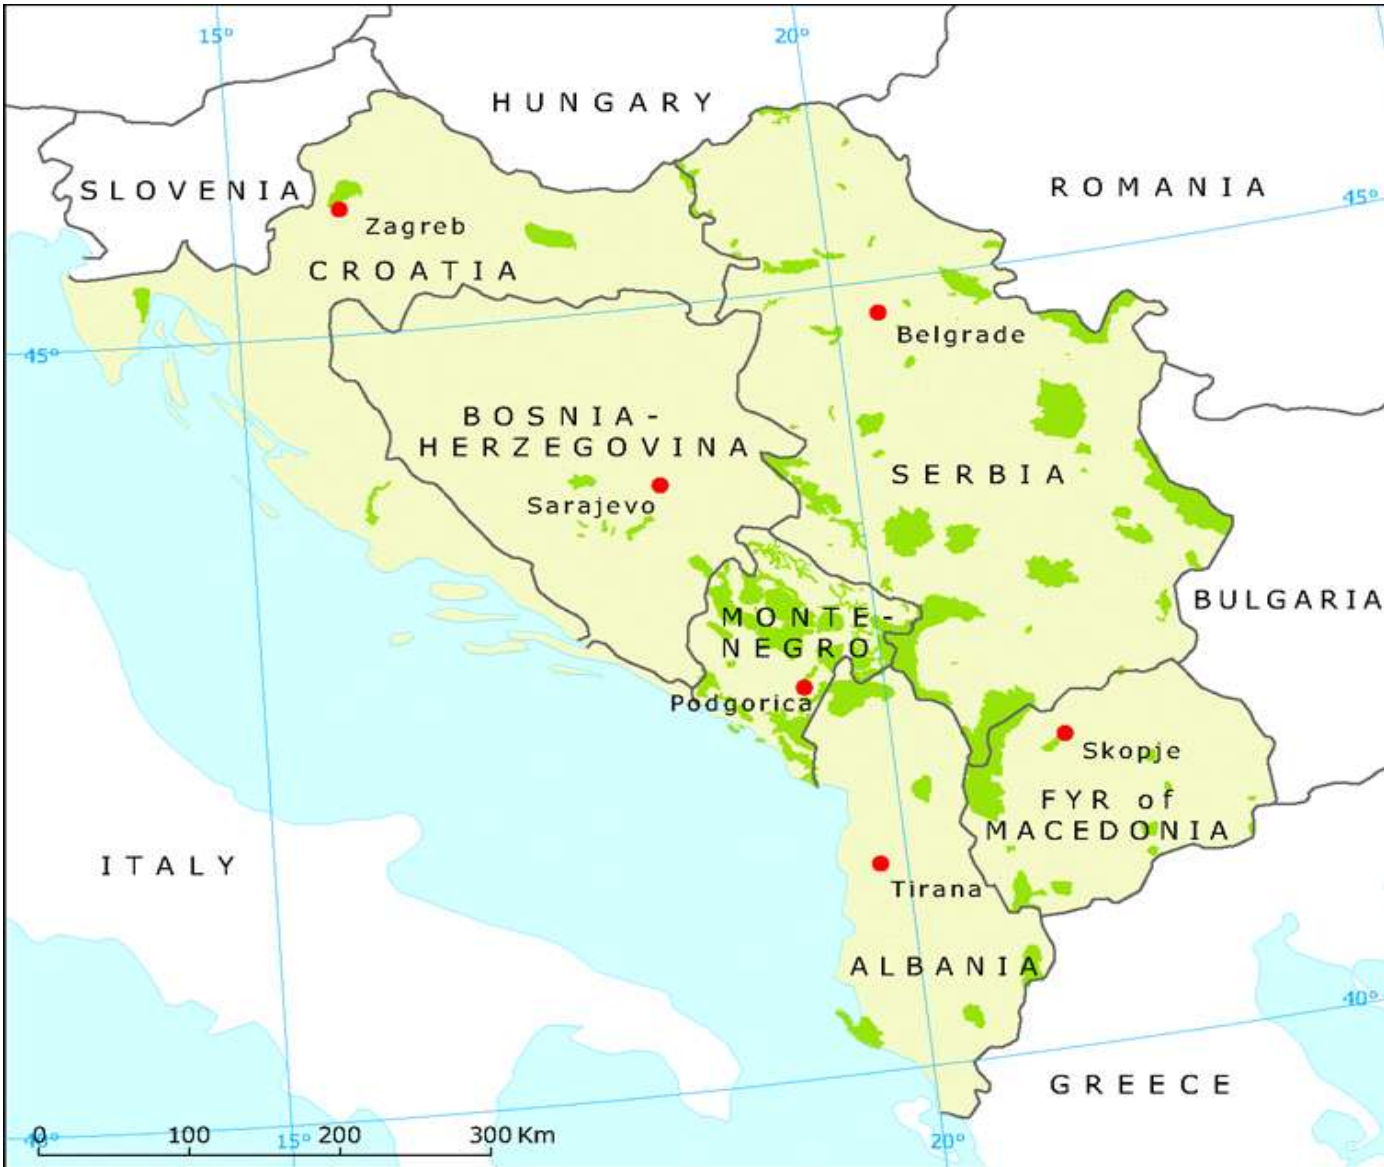 15°
20°
HUNGARY
SLOVENIA
ROMANIA
45°
Zagreb
CROATIA
Belgrade
45°
BOSNIA-
HERZEGOVINA
SERBIA
Sarajevo
BULGARIA
MONTE-
NEGRO
Podgorica
Skopje
FYR of
MACEDONIA
ITALY
Tirana
ALBANIA
40°
GREECE
0 100 200 300 Km
40° 15° 20°